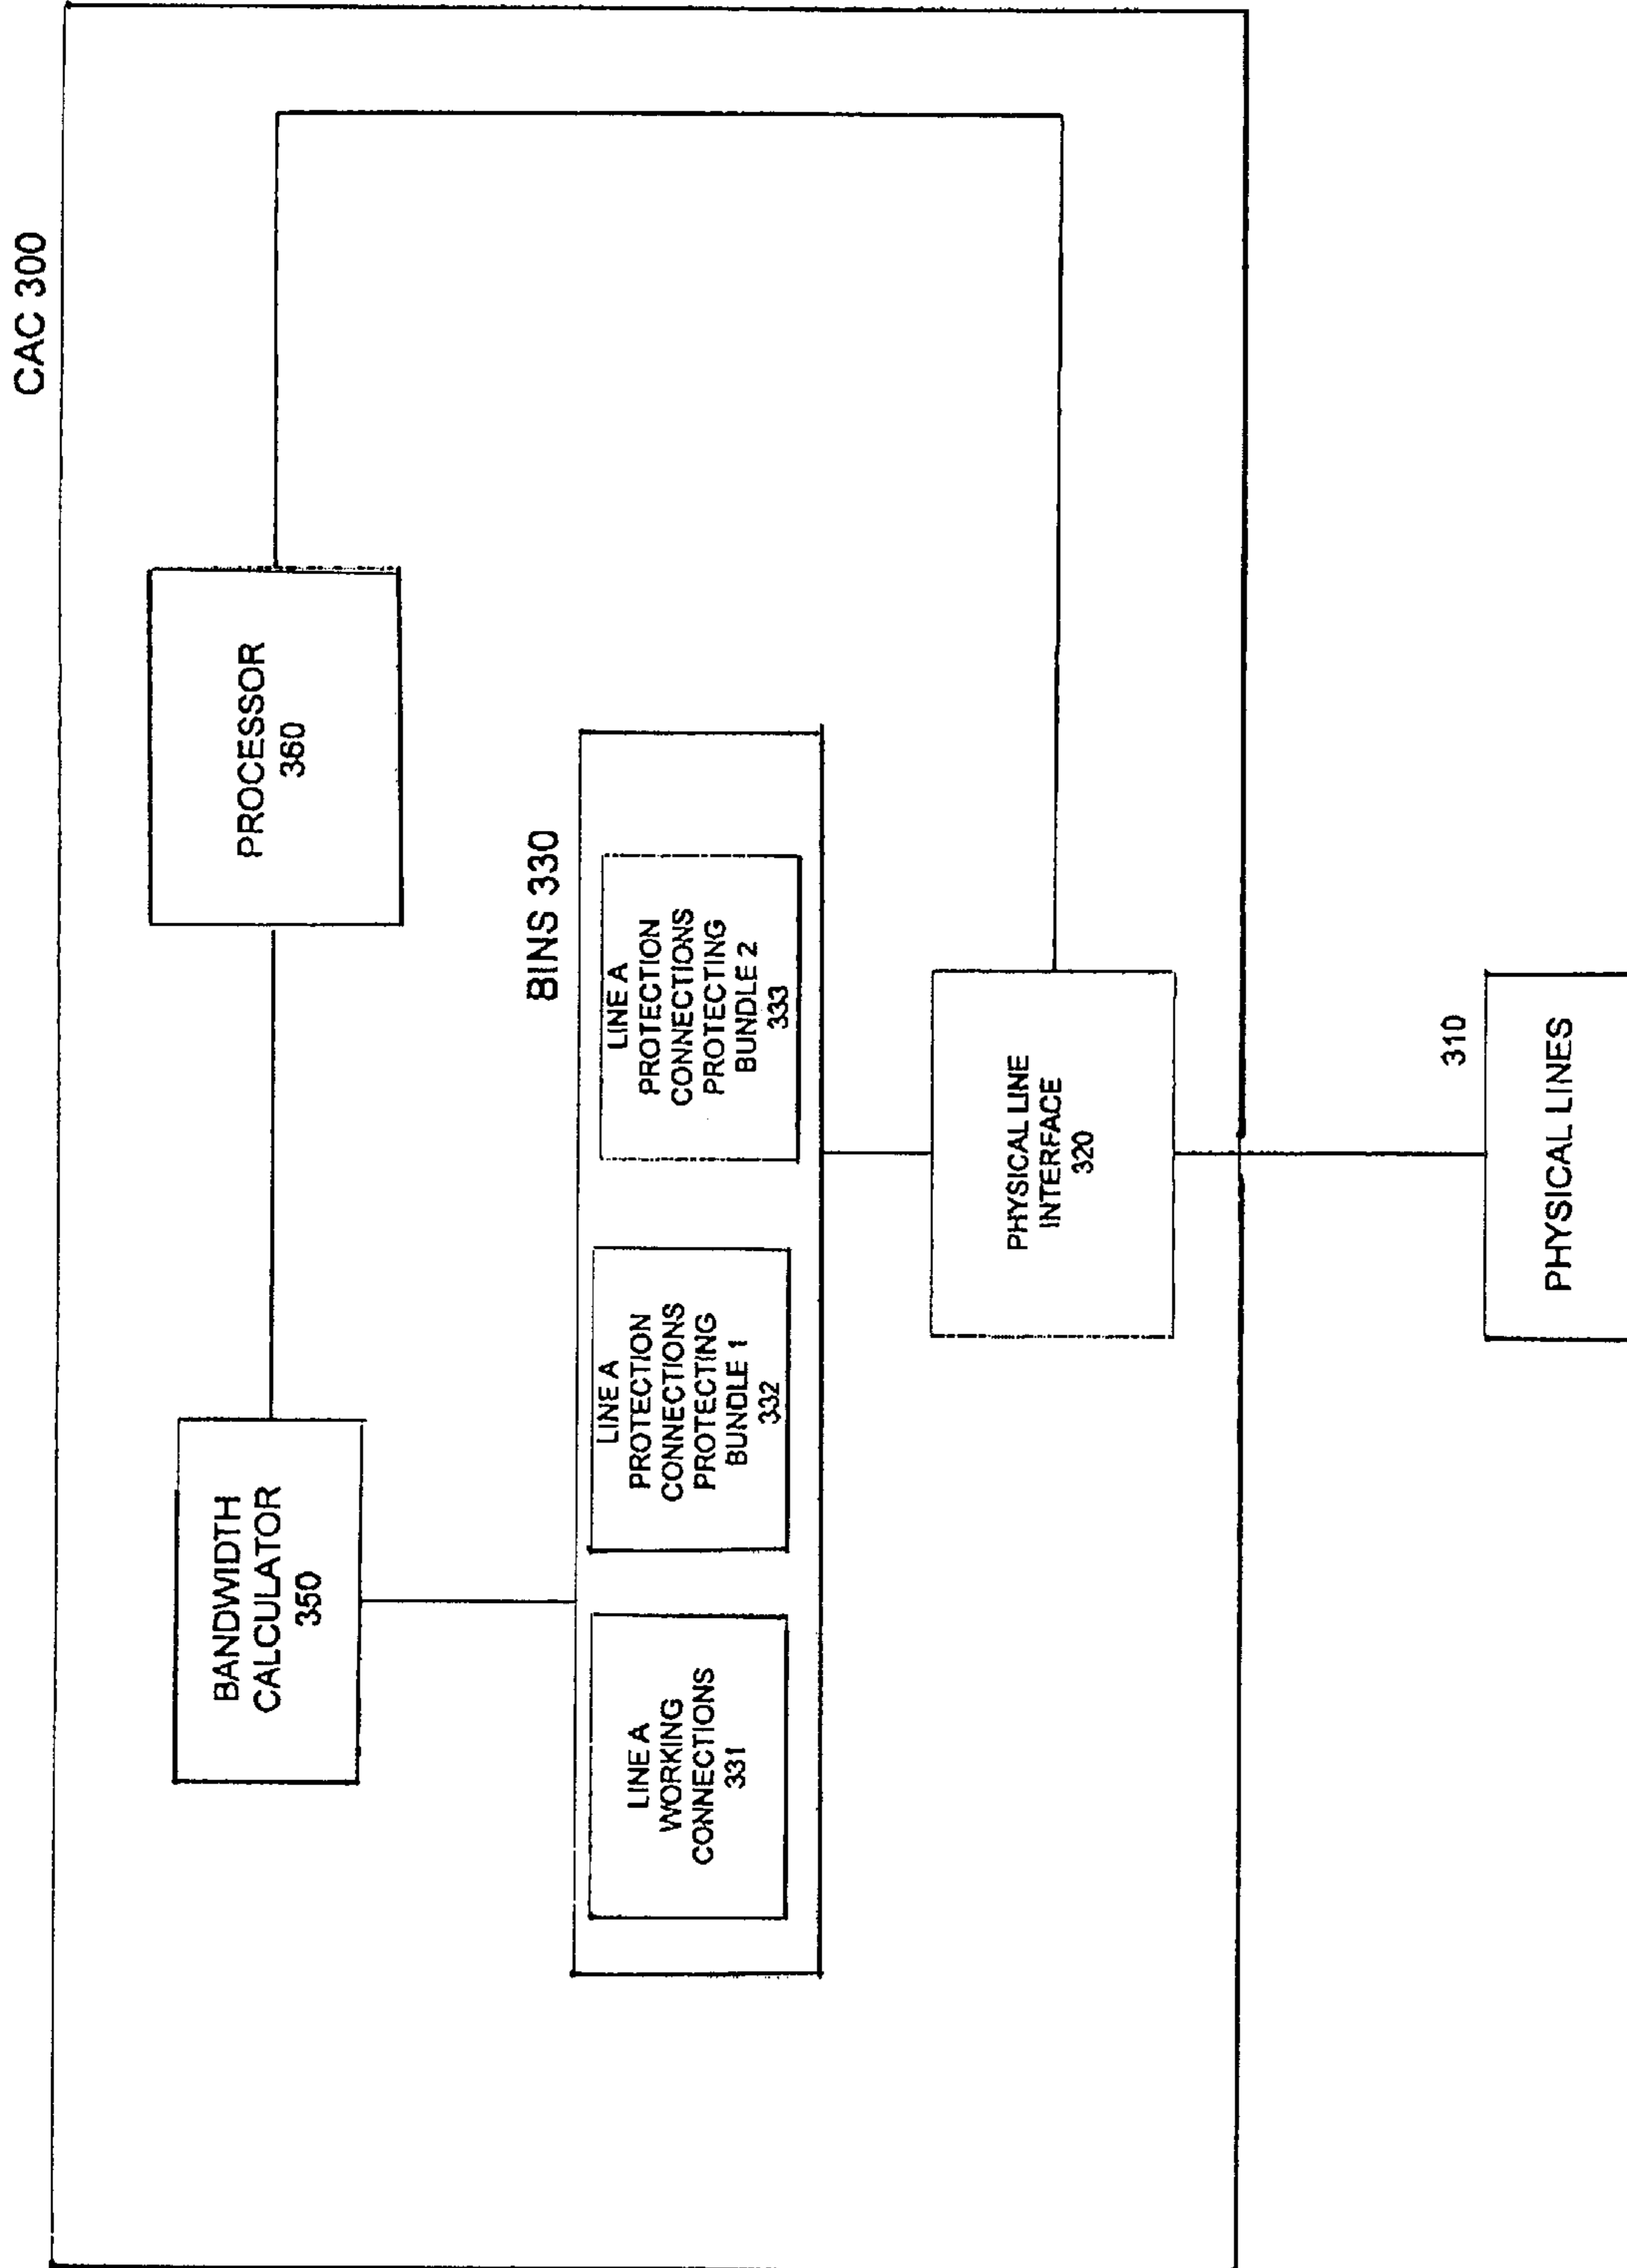 CAC 300
BANDWIDTH
CALCULATOR
350
PROCESSOR
360
BINS 330
LINE A
WORKING
CONNECTIONS
331
LINE A
PROTECTION
CONNECTIONS
PROTECTING
BUNDLE 1
332
LINE A
PROTECTION
CONNECTIONS
PROTECTING
BUNDLE 2
333
PHYSICAL LINE
INTERFACE
320
310
PHYSICAL LINES